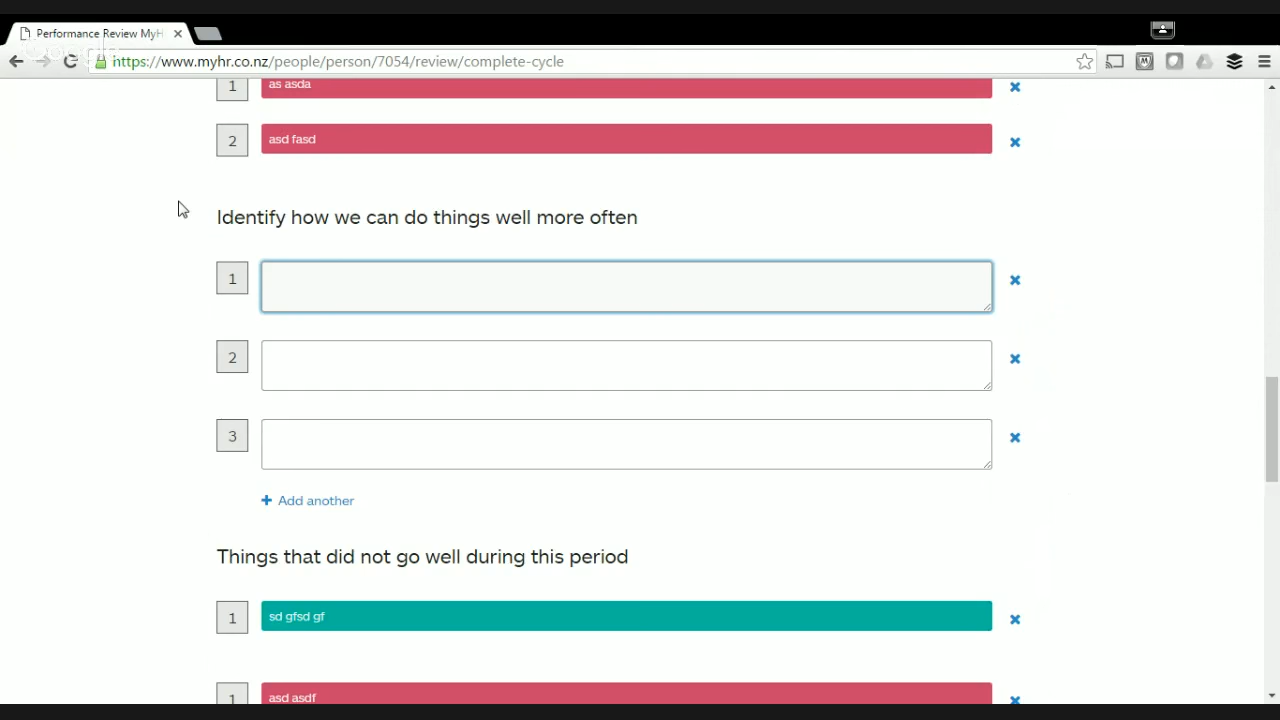 Performance Review MyH
https://www.myhr.co.nz/people/person/7054/review/complete-cycle
1 as asda
2 asd fasd
Identify how we can do things well more often
1
2
3
Add another
Things that did not go well during this period
1 sd gfsd gf
1 asd asdf